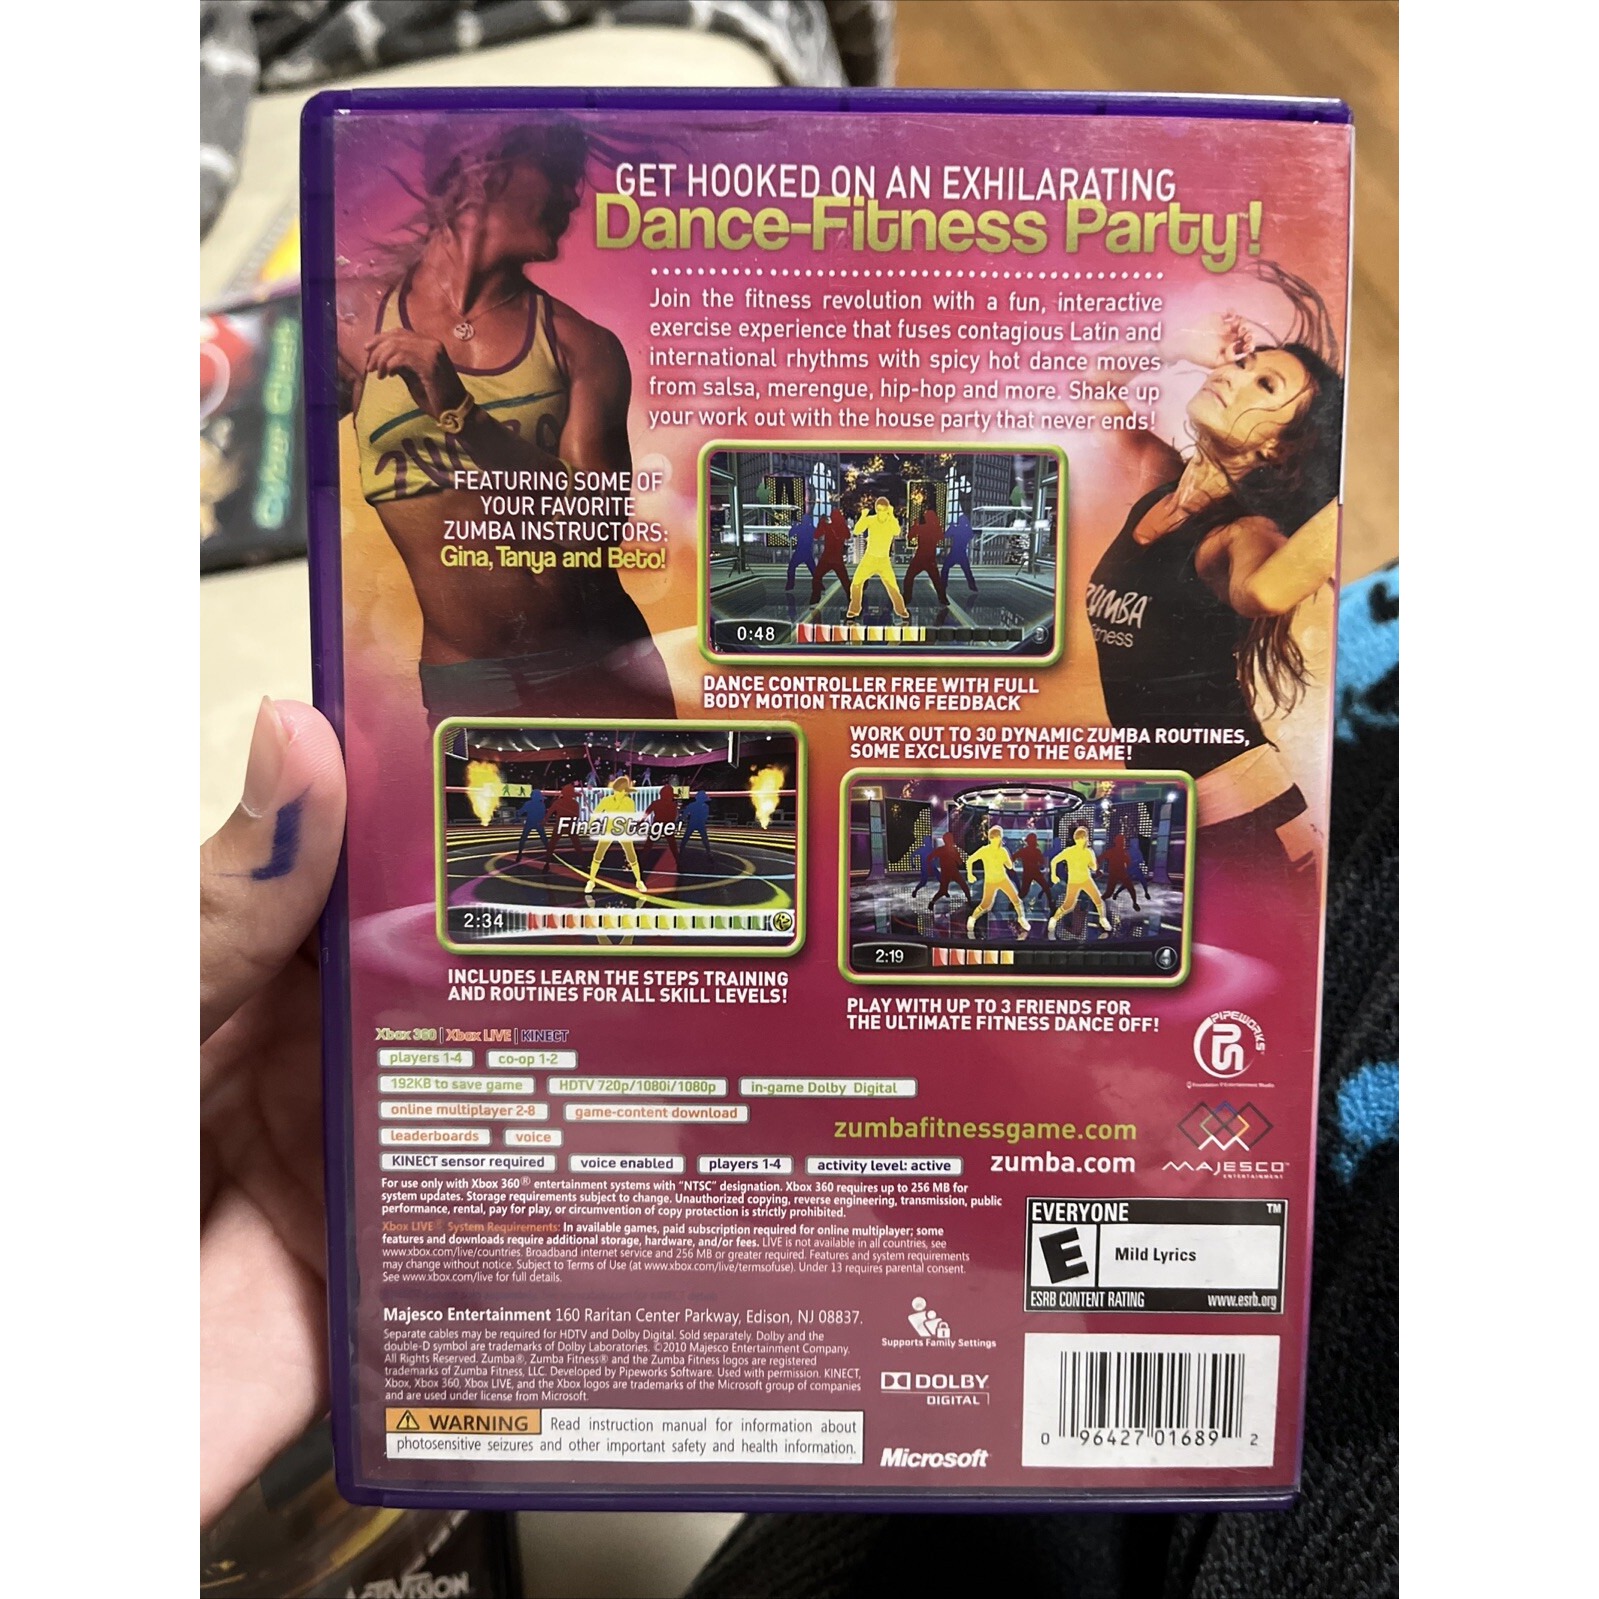 GET HOOKED ON AN EXHILARATING
Dance-Fitness Party!
Join the fitness revolution with a fun, interactive
exercise experience that fuses contagious Latin and
international rhythms with spicy hot dance moves
from salsa, merengue, hip-hop and more. Shake up
your work out with the house party that never ends!
FEATURING SOME OF
YOUR FAVORITE
ZUMBA INSTRUCTORS:
Gina, Tanya and Beto!
ZUMBA
fitness
0:48
DANCE CONTROLLER FREE WITH FULL
BODY MOTION TRACKING FEEDBACK
WORK OUT TO 30 DYNAMIC ZUMBA ROUTINES,
SOME EXCLUSIVE TO THE GAME!
Final Stage!
2:34
2:19
INCLUDES LEARN THE STEPS TRAINING
AND ROUTINES FOR ALL SKILL LEVELS!
PLAY WITH UP TO 3 FRIENDS FOR
THE ULTIMATE FITNESS DANCE OFF!
PIPEWORKS
Xbox 360 | Xbox LIVE | KINECT
players 1-4 co-op 1-2
192KB to save game HDTV 720p/1080i/1080p in-game Dolby Digital
online multiplayer 2-8 game-content download
leaderboards voice
KINECT sensor required voice enabled players 1-4 activity level: active
zumbafitnessgame.com
zumba.com
MAJESCO™
ENTERTAINMENT
For use only with Xbox 360® entertainment systems with "NTSC" designation. Xbox 360 requires up to 256 MB for
system updates. Storage requirements subject to change. Unauthorized copying, reverse engineering, transmission, public
performance, rental, pay for play, or circumvention of copy protection is strictly prohibited.
Xbox LIVE® System Requirements: In available games, paid subscription required for online multiplayer; some
features and downloads require additional storage, hardware, and/or fees. LIVE is not available in all countries, see
www.xbox.com/live/countries. Broadband internet service and 256 MB or greater required. Features and system requirements
may change without notice. Subject to Terms of Use (at www.xbox.com/live/termsofuse). Under 13 requires parental consent.
See www.xbox.com/live for full details.
EVERYONE ™
E
Mild Lyrics
ESRB CONTENT RATING www.esrb.org
Majesco Entertainment 160 Raritan Center Parkway, Edison, NJ 08837.
Separate cables may be required for HDTV and Dolby Digital. Sold separately. Dolby and the
double-D symbol are trademarks of Dolby Laboratories. ©2010 Majesco Entertainment Company.
All Rights Reserved. Zumba®, Zumba Fitness® and the Zumba Fitness logos are registered
trademarks of Zumba Fitness, LLC. Developed by Pipeworks Software. Used with permission. KINECT,
Xbox, Xbox 360, Xbox LIVE, and the Xbox logos are trademarks of the Microsoft group of companies
and are used under license from Microsoft.
Supports Family Settings
DOLBY
DIGITAL
Microsoft
WARNING Read instruction manual for information about
photosensitive seizures and other important safety and health information.
0 96427 01689 2
Cyber Clash
ACTIVISION